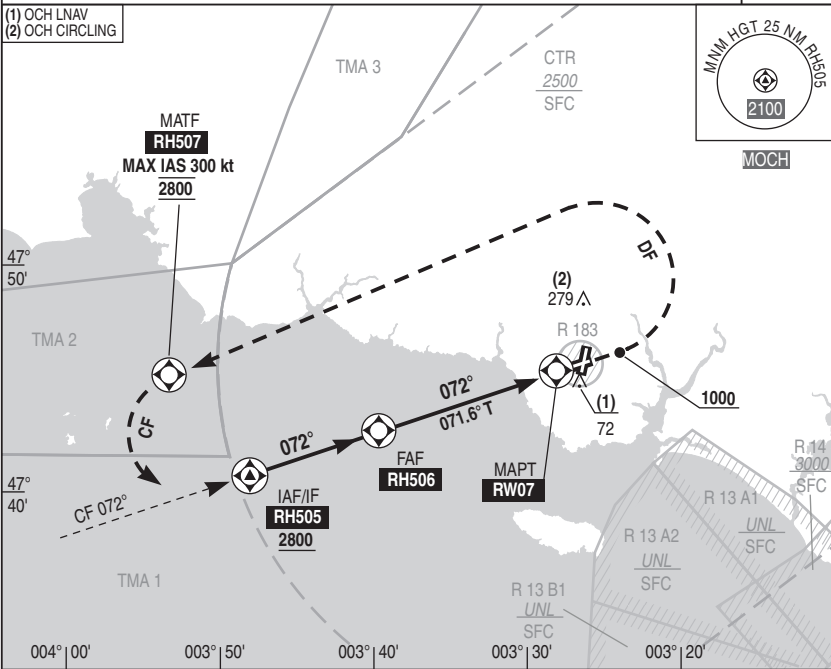 (1) OCH LNAV
(2) OCH CIRCLING
TMA 3
CTR
2500
SFC
MNM HGT 25 NM RH505
2100
MOCH
MATF
RH507
MAX IAS 300 kt
2800
47°
50'
DF
(2)
279
R 183
TMA 2
072°
071.6° T
1000
(1)
72
CF
072°
FAF
RH506
MAPT
RW07
47°
40'
CF 072°
IAF/IF
RH505
2800
R 14
3000
SFC
R 13 A1
UNL
SFC
R 13 A2
UNL
SFC
TMA 1
R 13 B1
UNL
SFC
004° 00'
003° 50'
003° 40'
003° 30'
003° 20'